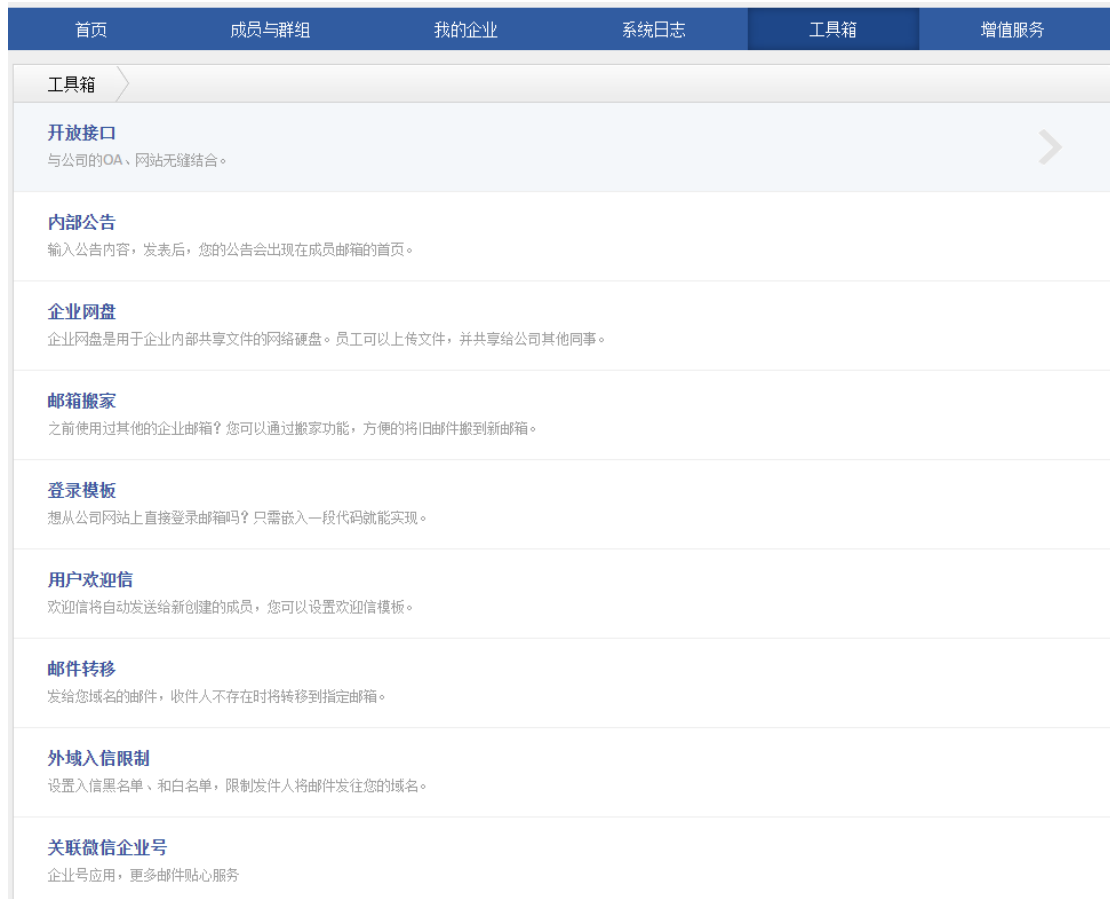 首页 成员与群组 我的企业 系统日志 工具箱 增值服务
工具箱
开放接口
与公司的OA、网站无缝结合。
内部公告
输入公告内容，发表后，您的公告会出现在成员邮箱的首页。
企业网盘
企业网盘是用于企业内部共享文件的网络硬盘。员工可以上传文件，并共享给公司其他同事。
邮箱搬家
之前使用过其他的企业邮箱？您可以通过搬家功能，方便的将旧邮件搬到新邮箱。
登录模板
想从公司网站上直接登录邮箱吗？只需嵌入一段代码就能实现。
用户欢迎信
欢迎信将自动发送给新创建的成员，您可以设置欢迎信模板。
邮件转移
发给您域名的邮件，收件人不存在时将转移到指定邮箱。
外域入信限制
设置入信黑名单、和白名单，限制发件人将邮件发往您的域名。
关联微信企业号
企业号应用，更多邮件贴心服务